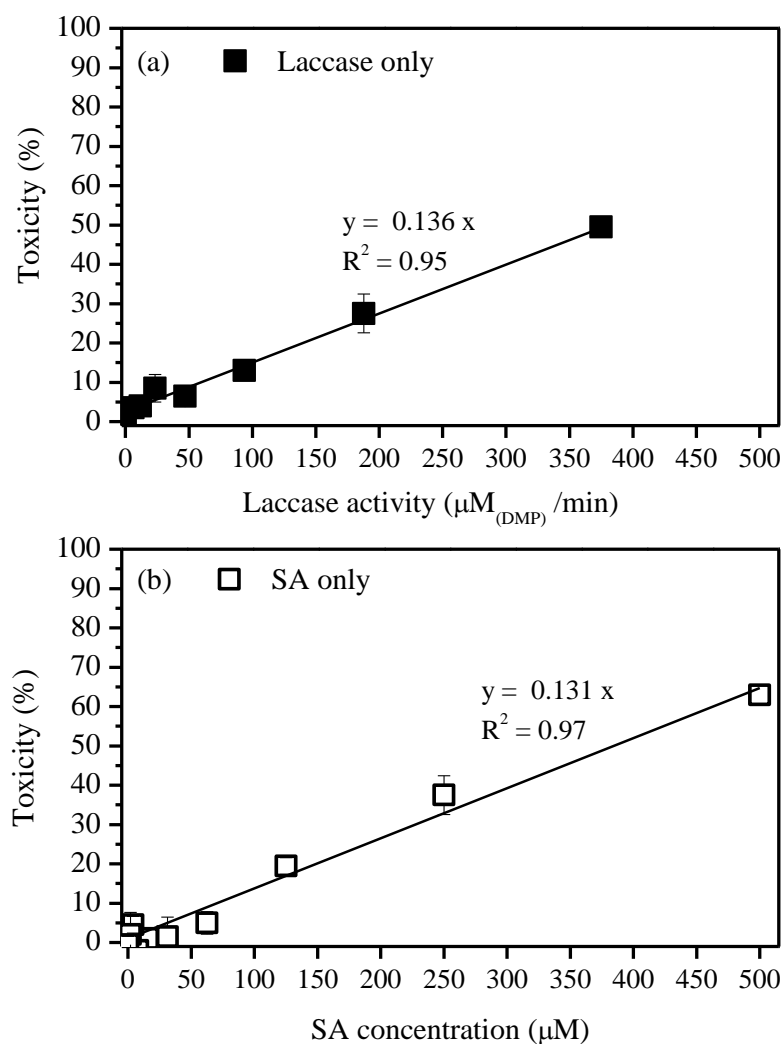 100
90
80
70
60
50
40
30
20
10
0
Toxicity (%)
(a) Laccase only
y = 0.136 x
R² = 0.95
0 50 100 150 200 250 300 350 400 450 500
Laccase activity (μM(DMP) /min)
100
90
80
70
60
50
40
30
20
10
0
Toxicity (%)
(b) SA only
y = 0.131 x
R² = 0.97
0 50 100 150 200 250 300 350 400 450 500
SA concentration (μM)